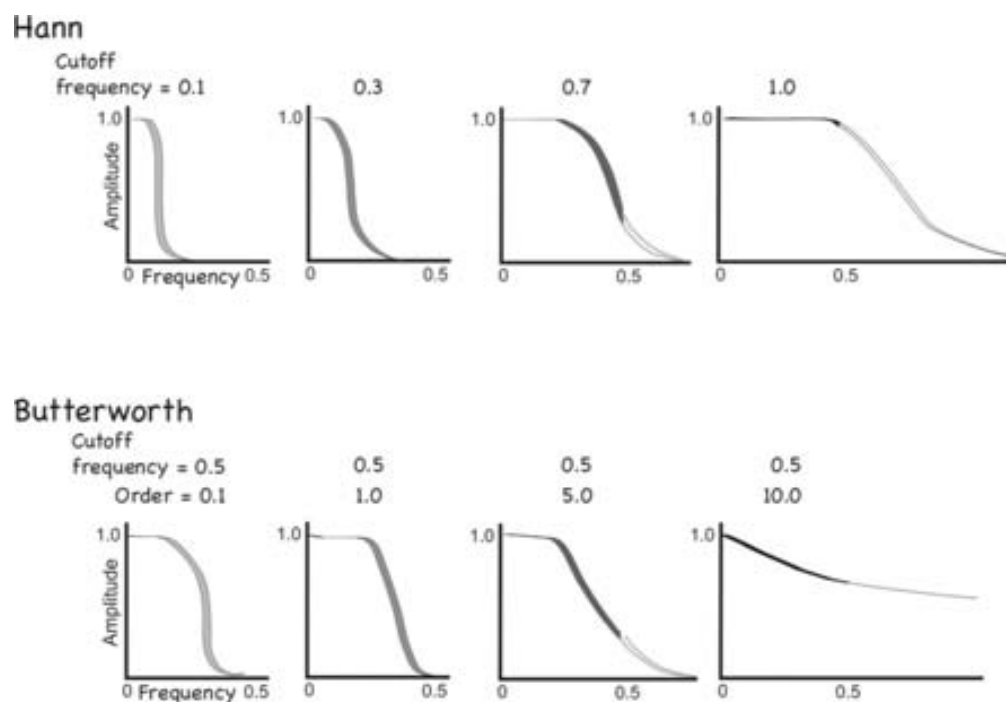 Hann
Cutoff
frequency = 0.1 0.3 0.7 1.0
1.0 1.0 1.0 1.0
Amplitude
0 Frequency 0.5 0 0.5 0 0.5 0 0.5
Butterworth
Cutoff
frequency = 0.5 0.5 0.5 0.5
Order = 0.1 1.0 5.0 10.0
1.0 1.0 1.0 1.0
Amplitude
0 Frequency 0.5 0 0.5 0 0.5 0 0.5